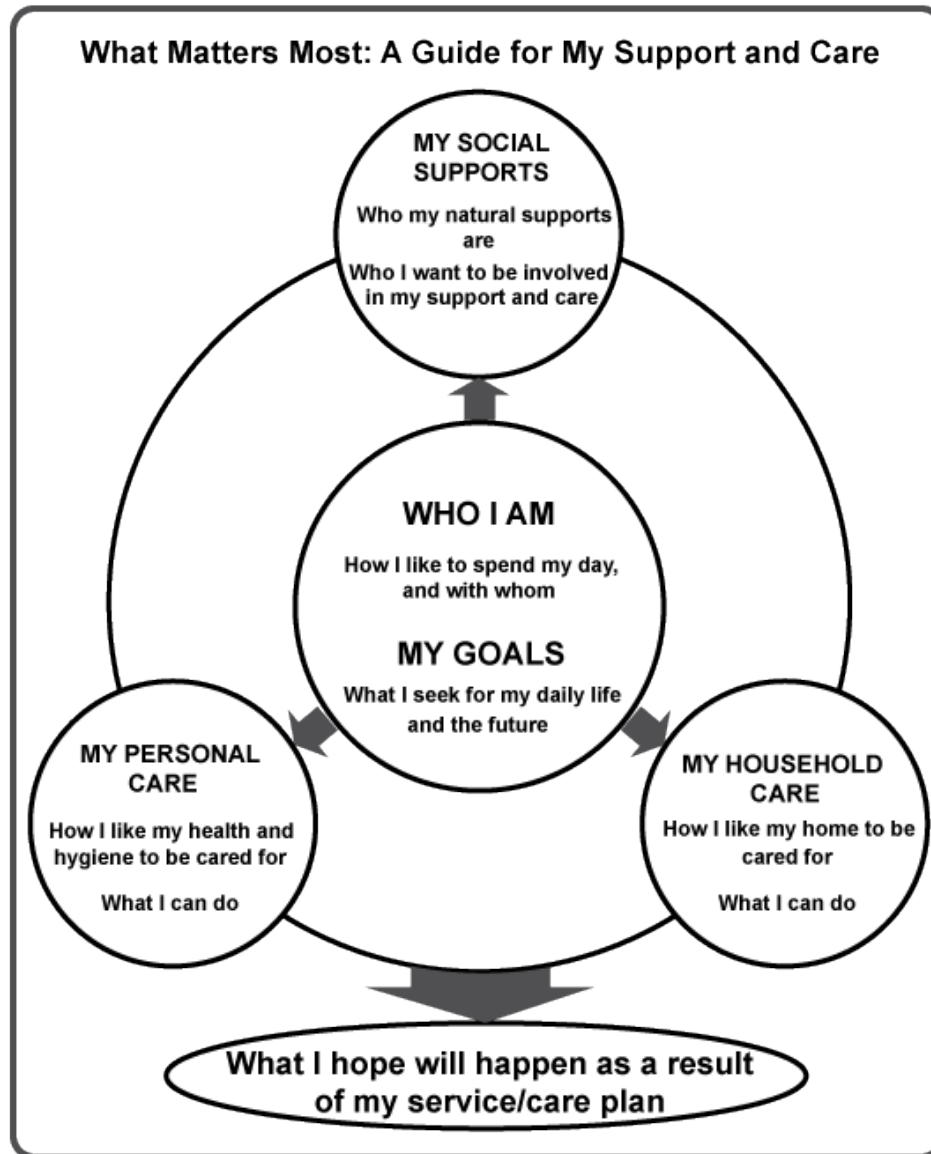 What Matters Most: A Guide for My Support and Care
MY SOCIAL
SUPPORTS
Who my natural supports
are
Who I want to be involved
in my support and care
WHO I AM
How I like to spend my day,
and with whom
MY GOALS
What I seek for my daily life
and the future
MY PERSONAL
CARE
How I like my health and
hygiene to be cared for
What I can do
MY HOUSEHOLD
CARE
How I like my home to be
cared for
What I can do
What I hope will happen as a result
of my service/care plan